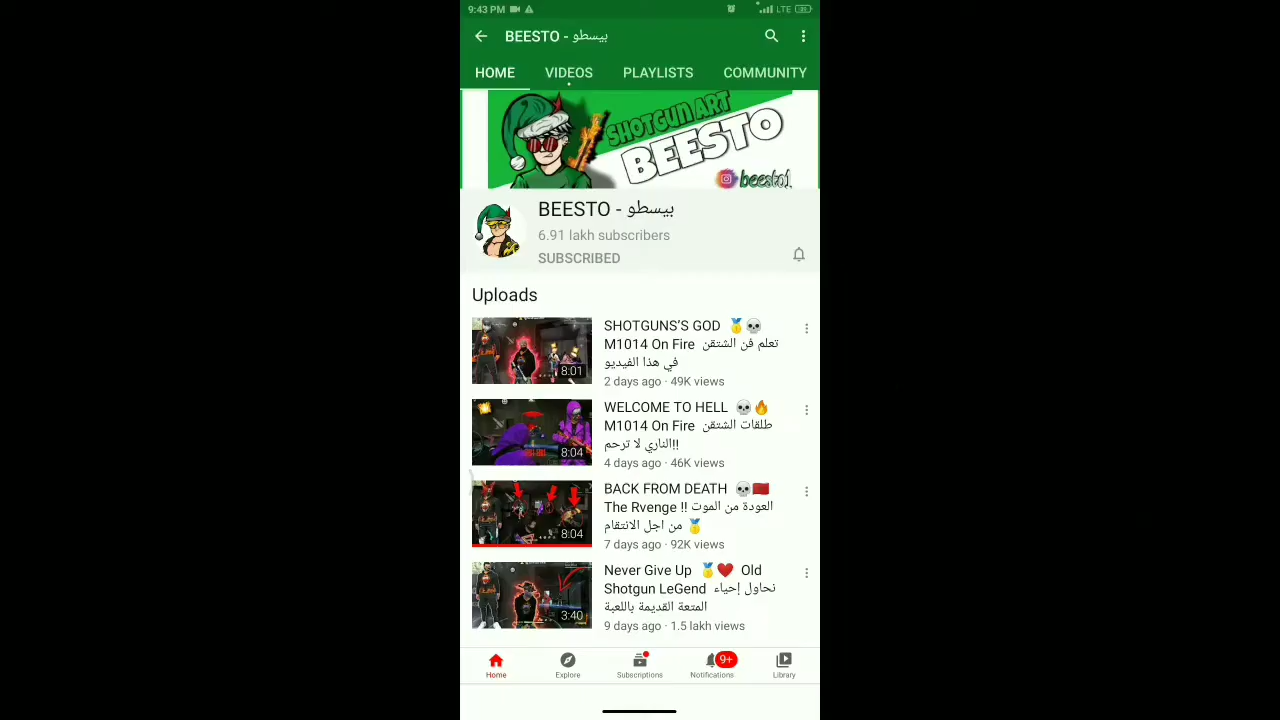 9:43 PM LTE
BEESTO - بيسطو
HOME VIDEOS PLAYLISTS COMMUNITY
SHOTGUN ART
BEESTO
beesto1
BEESTO - بيسطو
6.91 lakh subscribers
SUBSCRIBED
Uploads
SHOTGUNS'S GOD 🥇💀
M1014 On Fire تعلم فن الشتقن
في هذا الفيديو
2 days ago · 49K views
8:01
WELCOME TO HELL 💀🔥
M1014 On Fire طلقات الشتقن
الناري لا ترحم!!
4 days ago · 46K views
8:04
BACK FROM DEATH 💀🇲🇦
The Rvenge !! العودة من الموت
من اجل الانتقام 🥇
7 days ago · 92K views
8:04
Never Give Up 🥇❤️ Old
Shotgun LeGend نحاول إحياء
المتعة القديمة باللعبة
9 days ago · 1.5 lakh views
3:40
9+
Home Explore Subscriptions Notifications Library